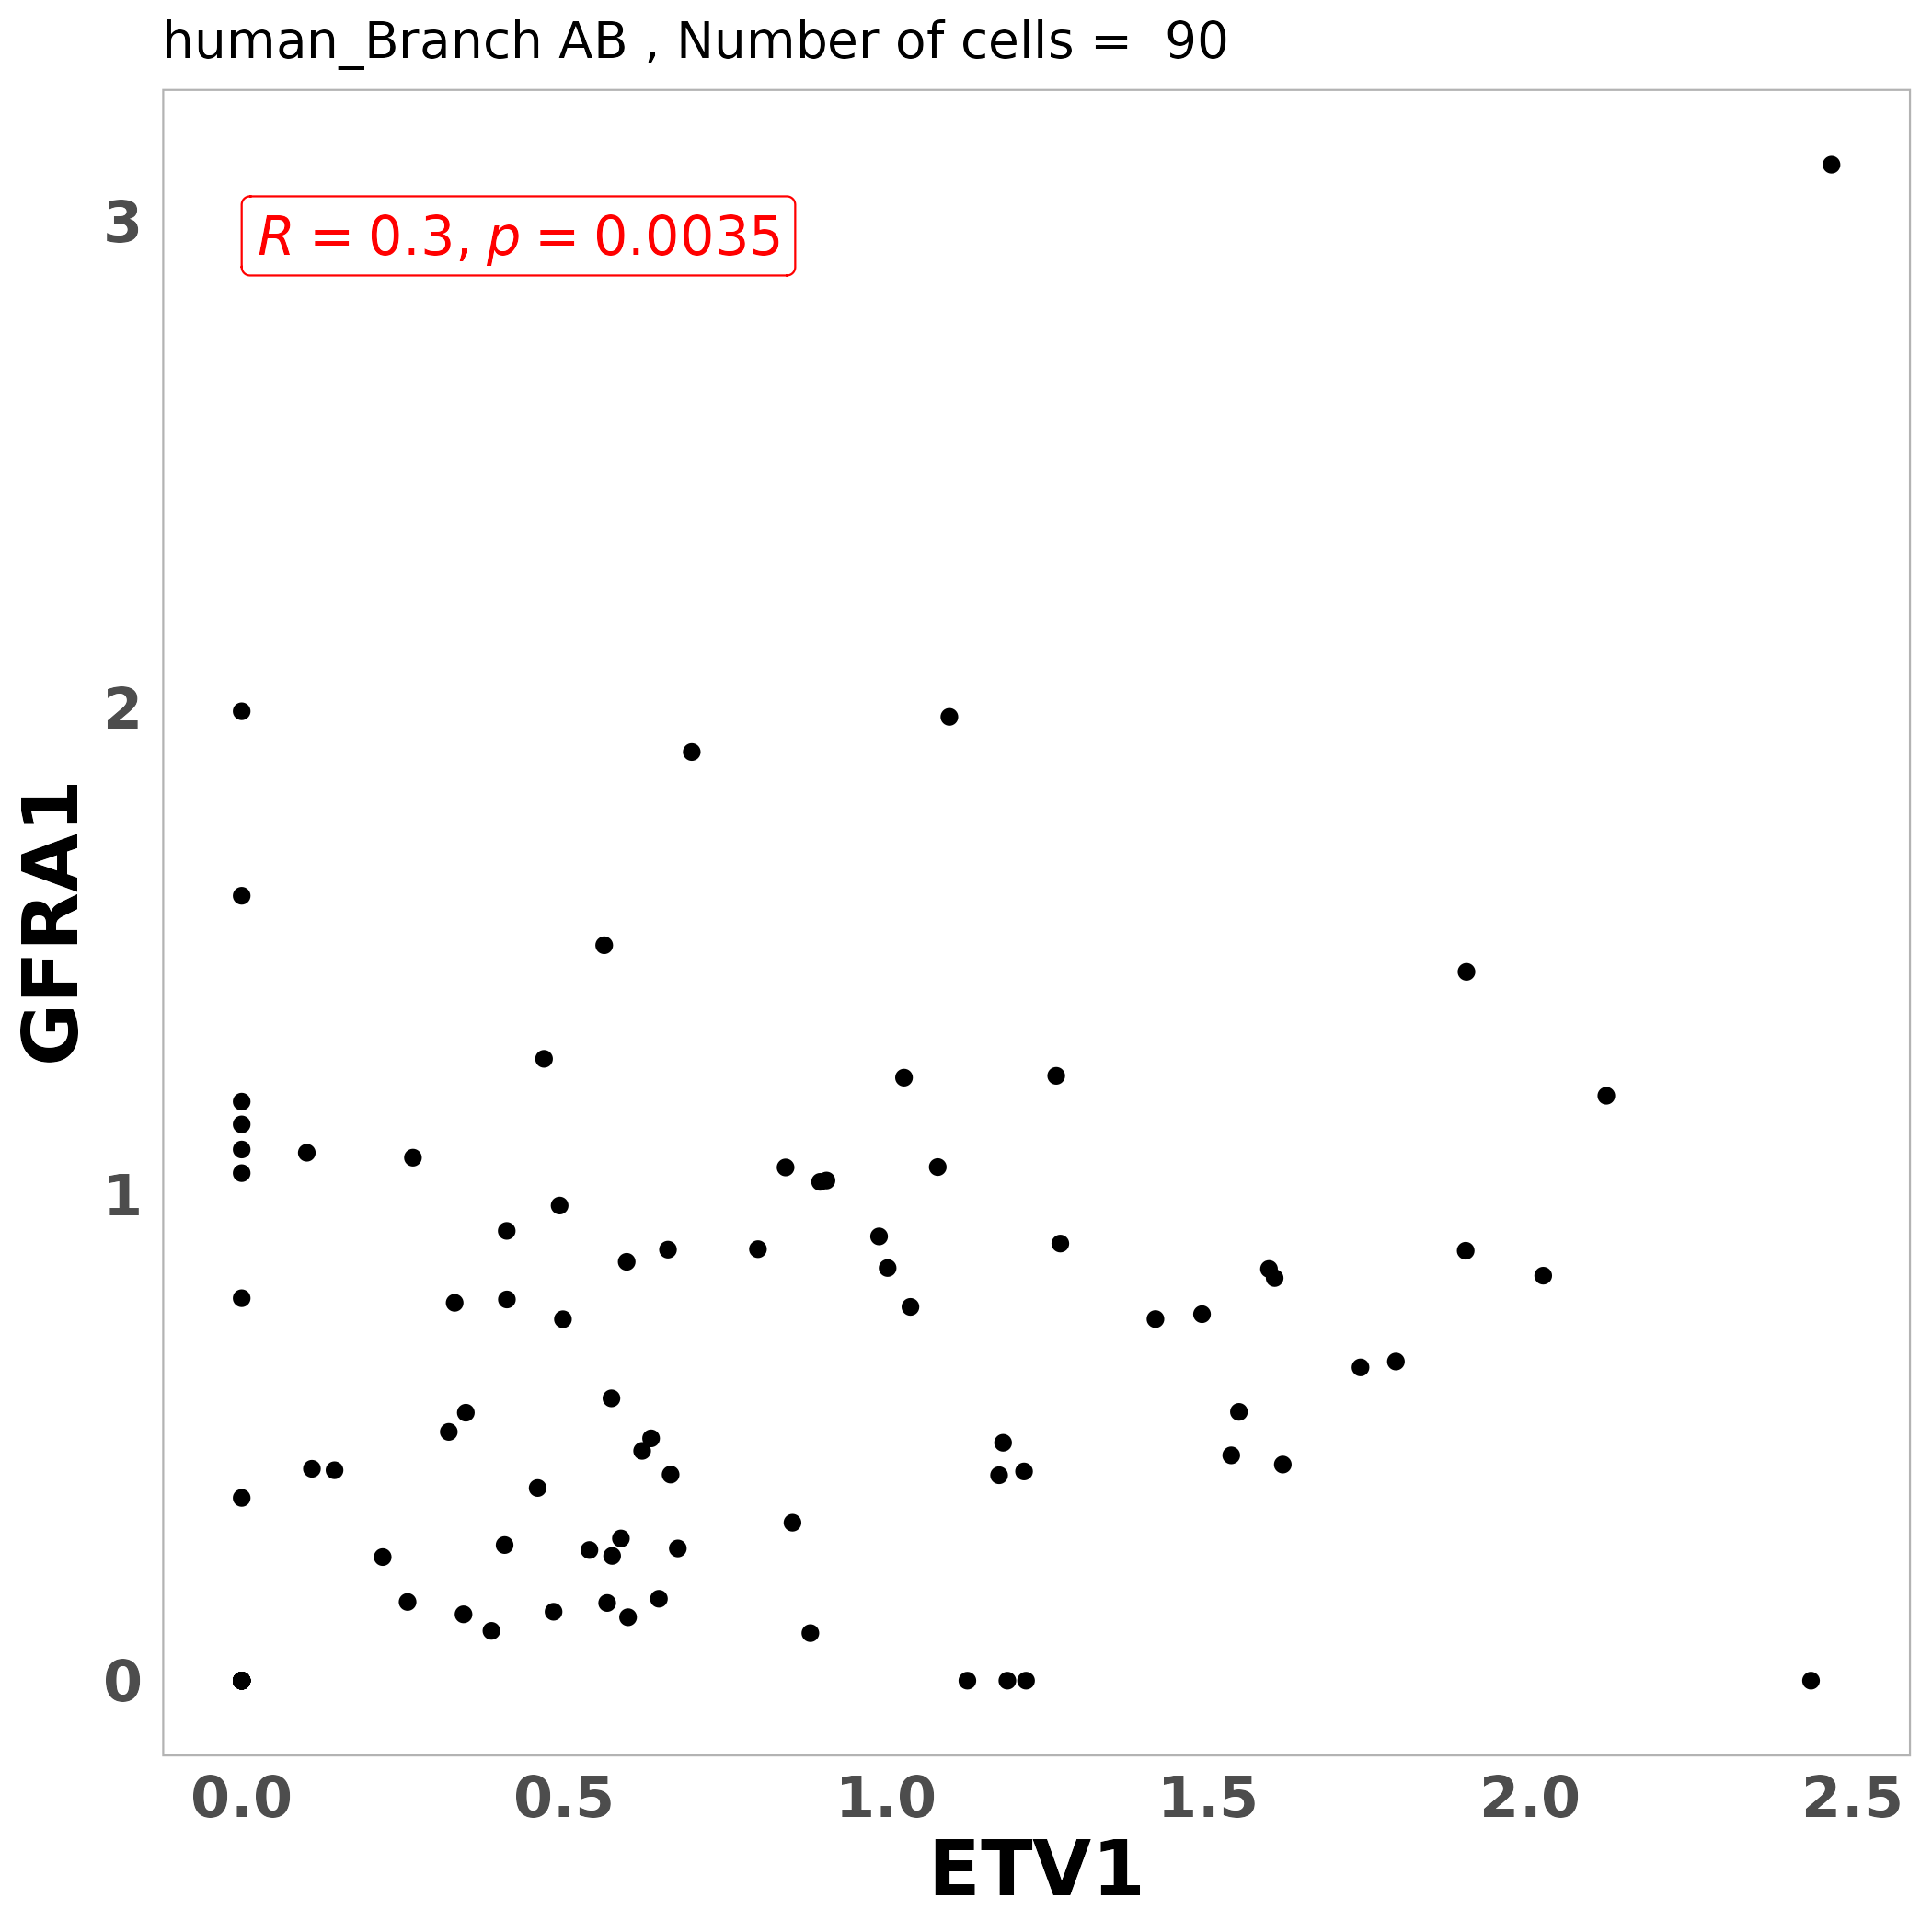 human_Branch AB , Number of cells =  90
R = 0.3, p = 0.0035
3
2
1
0
GFRA1
0.0 0.5 1.0 1.5 2.0 2.5
ETV1